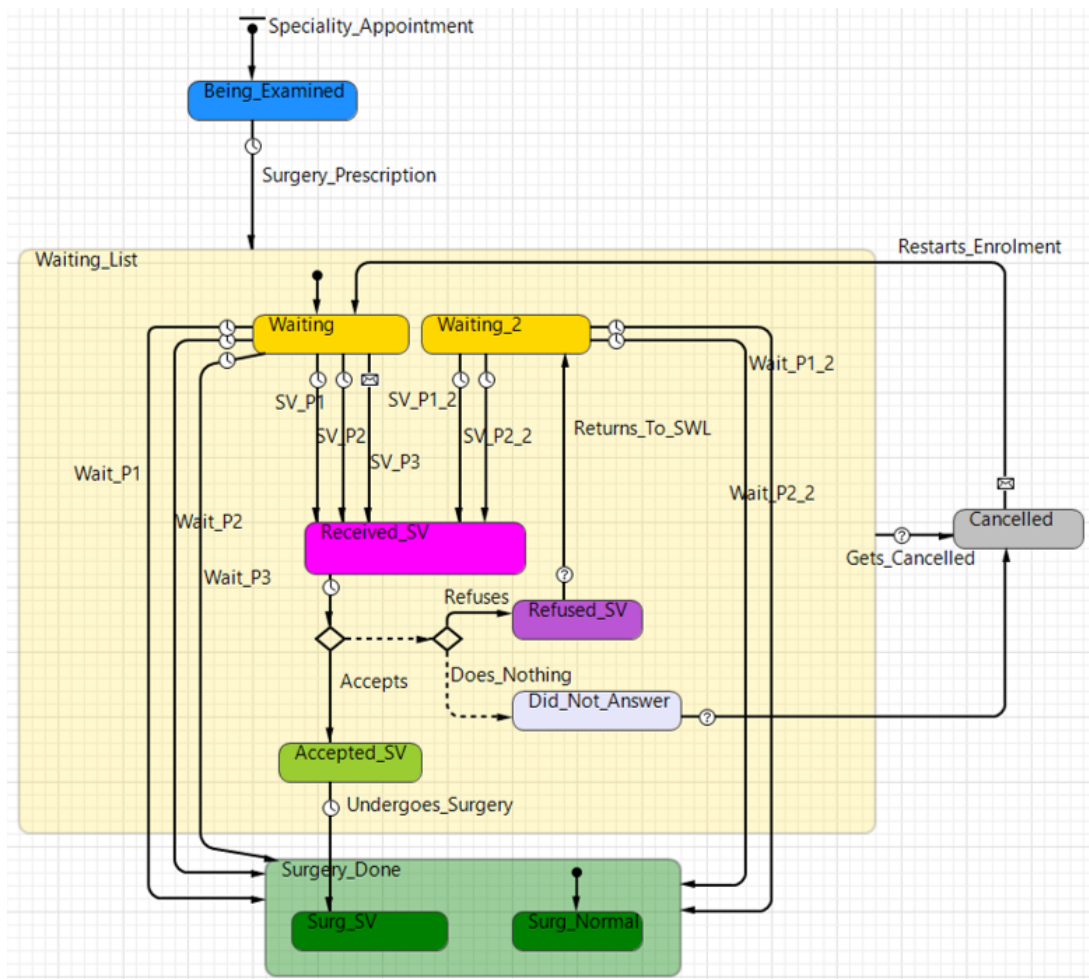 Speciality_Appointment
Being_Examined
Surgery_Prescription
Restarts_Enrolment
Waiting_List
Waiting
Waiting_2
Wait_P1_2
SV_P1
SV_P1_2
SV_P2
SV_P2_2
Returns_To_SWL
SV_P3
Wait_P1
Wait_P2_2
Wait_P2
Received_SV
Cancelled
Gets_Cancelled
Wait_P3
Refuses
Refused_SV
Accepts
Does_Nothing
Did_Not_Answer
Accepted_SV
Undergoes_Surgery
Surgery_Done
Surg_SV
Surg_Normal